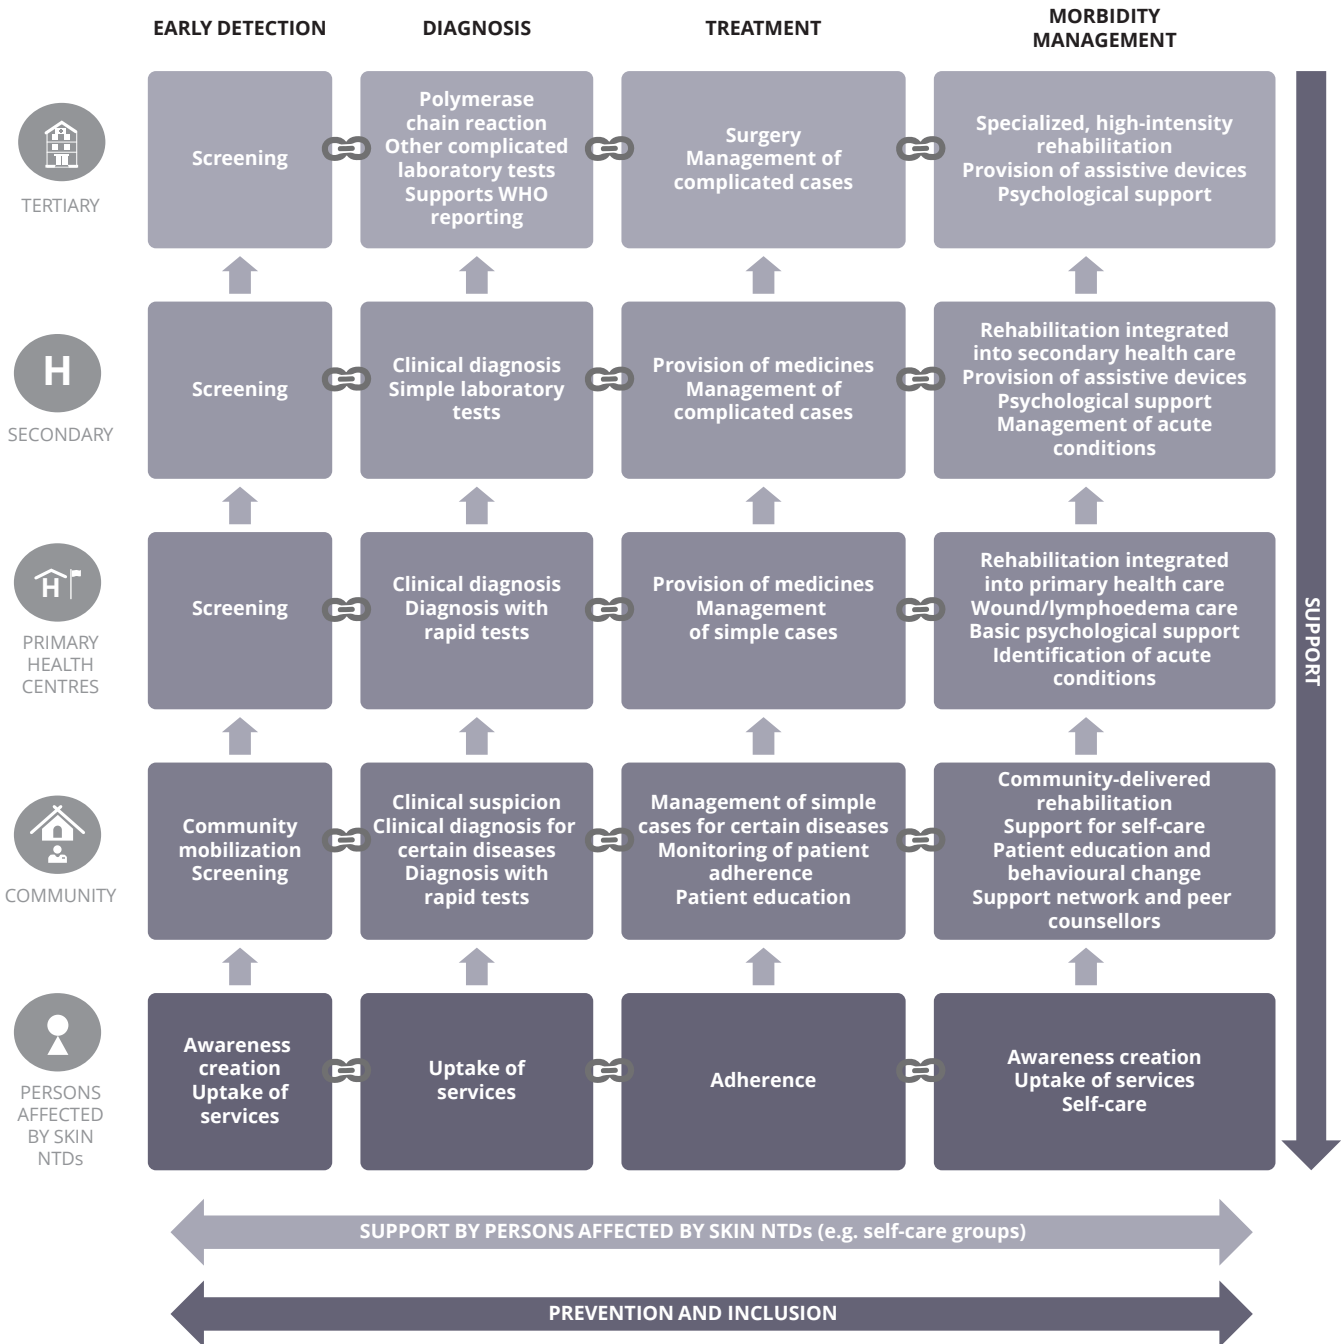 EARLY DETECTION
DIAGNOSIS
TREATMENT
MORBIDITY
MANAGEMENT
TERTIARY
Screening
Polymerase
chain reaction
Other complicated
laboratory tests
Supports WHO
reporting
Surgery
Management of
complicated cases
Specialized, high-intensity
rehabilitation
Provision of assistive devices
Psychological support
H
SECONDARY
Screening
Clinical diagnosis
Simple laboratory
tests
Provision of medicines
Management of
complicated cases
Rehabilitation integrated
into secondary health care
Provision of assistive devices
Psychological support
Management of acute
conditions
H
PRIMARY
HEALTH
CENTRES
Screening
Clinical diagnosis
Diagnosis with
rapid tests
Provision of medicines
Management
of simple cases
Rehabilitation integrated
into primary health care
Wound/lymphoedema care
Basic psychological support
Identification of acute
conditions
SUPPORT
COMMUNITY
Community
mobilization
Screening
Clinical suspicion
Clinical diagnosis for
certain diseases
Diagnosis with
rapid tests
Management of simple
cases for certain diseases
Monitoring of patient
adherence
Patient education
Community-delivered
rehabilitation
Support for self-care
Patient education and
behavioural change
Support network and peer
counsellors
PERSONS
AFFECTED
BY SKIN
NTDs
Awareness
creation
Uptake of
services
Uptake of
services
Adherence
Awareness creation
Uptake of services
Self-care
SUPPORT BY PERSONS AFFECTED BY SKIN NTDs (e.g. self-care groups)
PREVENTION AND INCLUSION